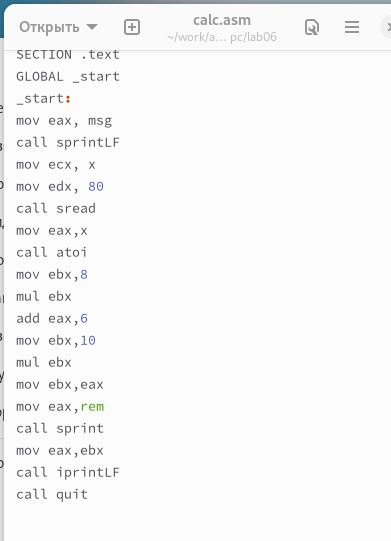 Открыть
calc.asm
~/work/a... pc/lab06
SECTION .text
GLOBAL _start
_start:
mov eax, msg
call sprintLF
mov ecx, x
mov edx, 80
call sread
mov eax,x
call atoi
mov ebx,8
mul ebx
add eax,6
mov ebx,10
mul ebx
mov ebx,eax
mov eax,rem
call sprint
mov eax,ebx
call iprintLF
call quit